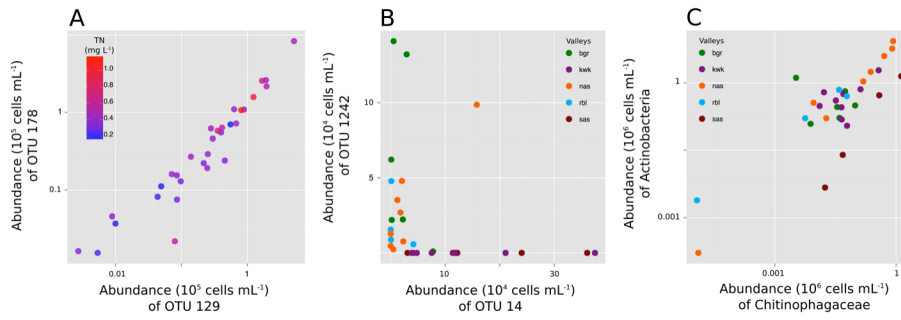 A
TN
(mg L-1)
1.0
0.8
0.6
0.4
0.2
1
0.1
0.01
1
Abundance (10⁵ cells mL-1)
of OTU 178
Abundance (10⁵ cells mL-1)
of OTU 129
B
Valleys
bgr
kwk
nas
rbl
sas
10
5
10
30
Abundance (10⁴ cells mL-1)
of OTU 1242
Abundance (10⁴ cells mL-1)
of OTU 14
C
Valleys
bgr
kwk
nas
rbl
sas
1
0.001
0.001
1
Abundance (10⁶ cells mL-1)
of Actinobacteria
Abundance (10⁶ cells mL-1)
of Chitinophagaceae